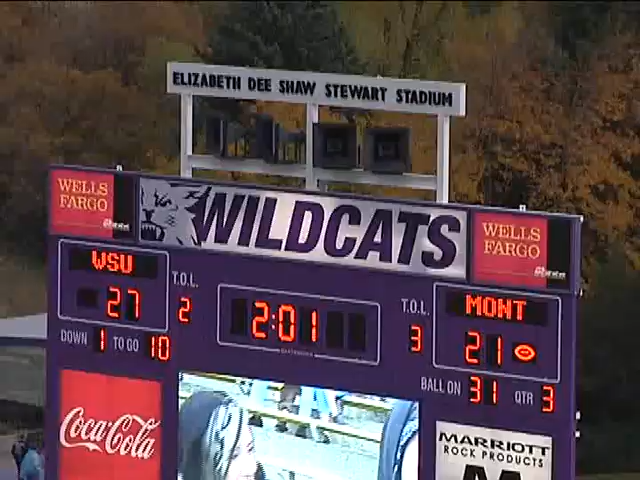 ELIZABETH DEE SHAW STEWART STADIUM
WELLS
FARGO
WILDCATS
WELLS
FARGO
WSU
27
T.O.L.
2
2:01
T.O.L.
3
MONT
21
DOWN 1 TO GO 10
BALL ON 31 QTR 3
Coca-Cola
MARRIOTT
ROCK PRODUCTS
M